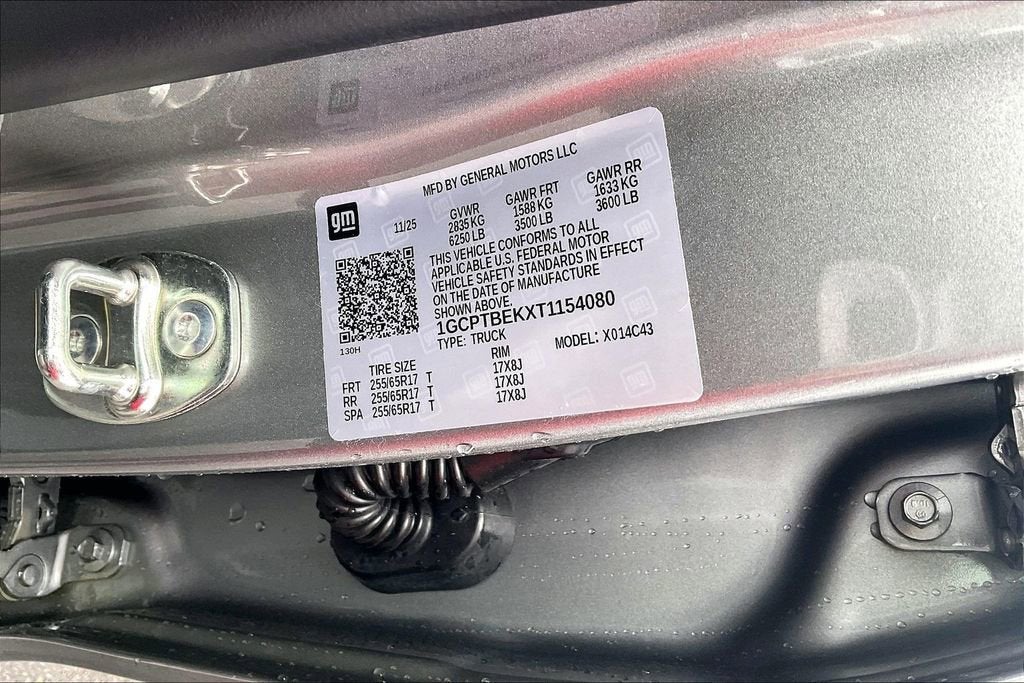 MFD BY GENERAL MOTORS LLC
gm
11/25
GVWR GAWR FRT GAWR RR
2835 KG 1588 KG 1633 KG
6250 LB 3500 LB 3600 LB
THIS VEHICLE CONFORMS TO ALL
APPLICABLE U.S. FEDERAL MOTOR
VEHICLE SAFETY STANDARDS IN EFFECT
ON THE DATE OF MANUFACTURE
SHOWN ABOVE.
1GCPTBEKXT1154080
130H
TYPE: TRUCK MODEL: X014C43
TIRE SIZE RIM
FRT 255/65R17 T 17X8J
RR 255/65R17 T 17X8J
SPA 255/65R17 T 17X8J